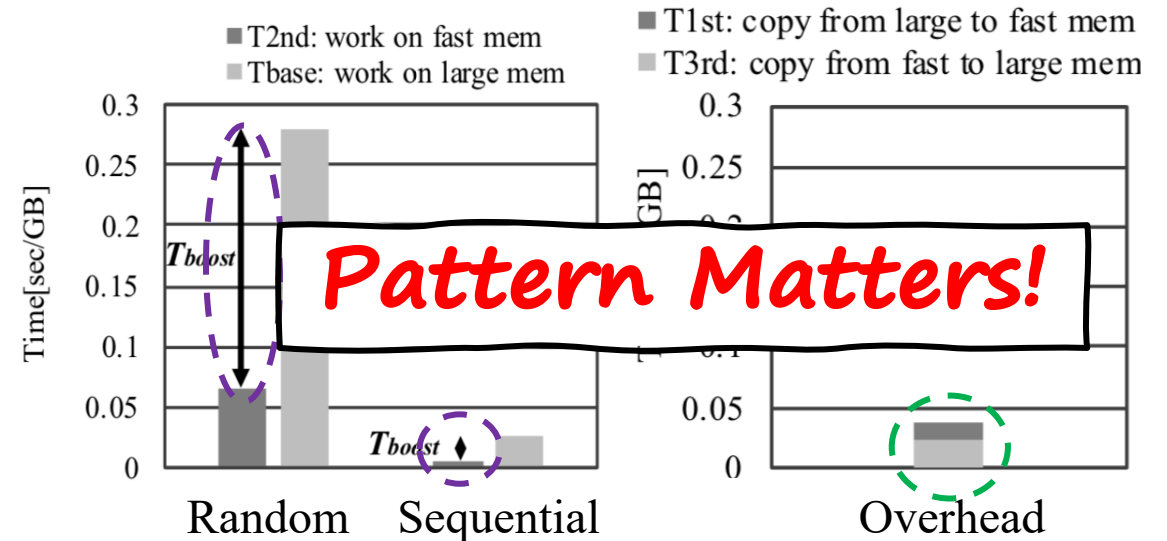 T2nd: work on fast mem
Tbase: work on large mem
T1st: copy from large to fast mem
T3rd: copy from fast to large mem
Time[sec/GB]
0.3
0.25
0.2
0.15
0.1
0.05
0
Tboost
Tboost
Random
Sequential
Pattern Matters!
GB]
0.3
0.25
0.05
0
Overhead